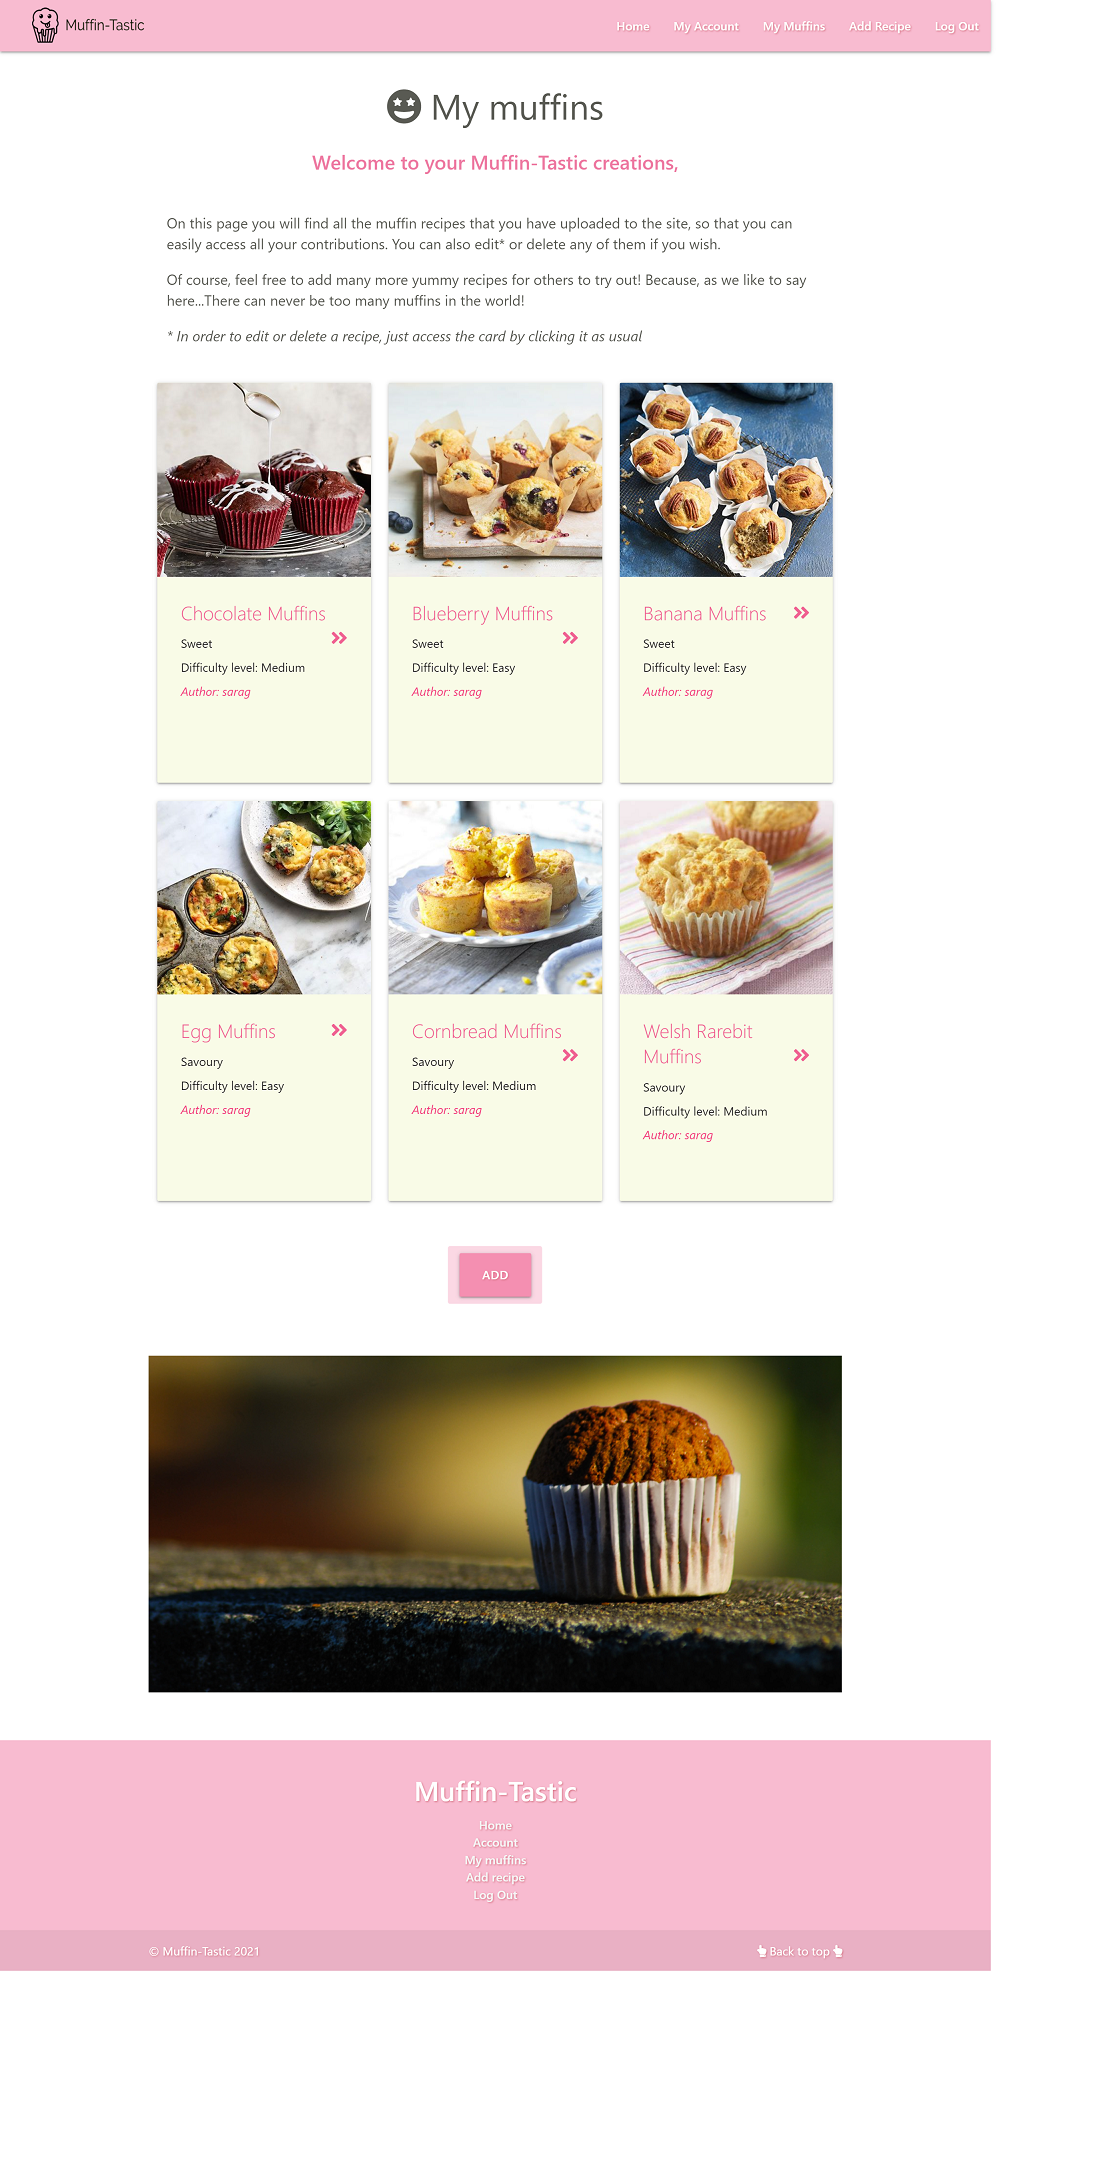 Muffin-Tastic
Home My Account My Muffins Add Recipe Log Out
My muffins
Welcome to your Muffin-Tastic creations,
On this page you will find all the muffin recipes that you have uploaded to the site, so that you can
easily access all your contributions. You can also edit* or delete any of them if you wish.
Of course, feel free to add many more yummy recipes for others to try out! Because, as we like to say
here...There can never be too many muffins in the world!
* In order to edit or delete a recipe, just access the card by clicking it as usual
Chocolate Muffins
Sweet
Difficulty level: Medium
Author: sarag
Blueberry Muffins
Sweet
Difficulty level: Easy
Author: sarag
Banana Muffins
Sweet
Difficulty level: Easy
Author: sarag
Egg Muffins
Savoury
Difficulty level: Easy
Author: sarag
Cornbread Muffins
Savoury
Difficulty level: Medium
Author: sarag
Welsh Rarebit
Muffins
Savoury
Difficulty level: Medium
Author: sarag
ADD
Muffin-Tastic
Home
Account
My muffins
Add recipe
Log Out
© Muffin-Tastic 2021
Back to top